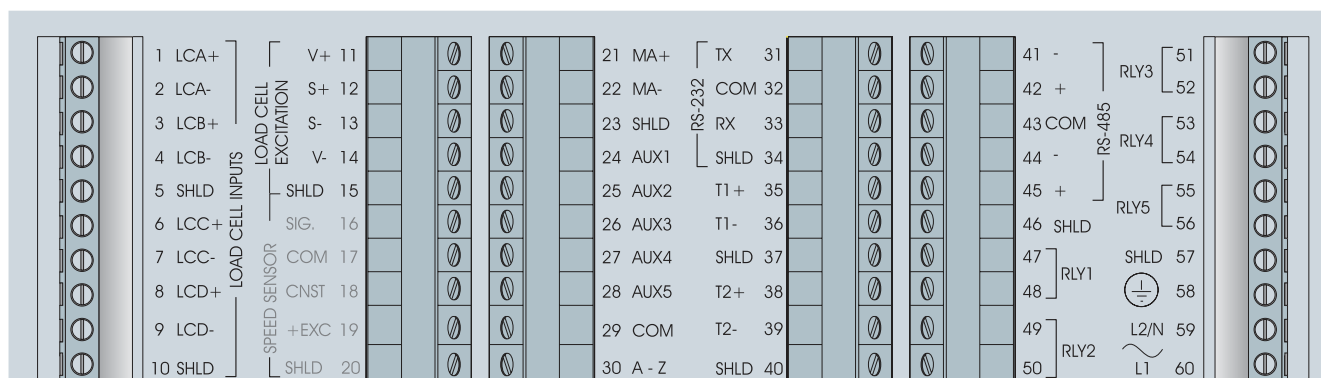 1 LCA+
2 LCA-
3 LCB+
4 LCB-
5 SHLD
6 LCC+
7 LCC-
8 LCD+
9 LCD-
10 SHLD
LOAD CELL INPUTS
LOAD CELL
EXCITATION
V+ 11
S+ 12
S- 13
V- 14
SHLD 15
SPEED SENSOR
SIG. 16
COM 17
CNST 18
+EXC 19
SHLD 20
21 MA+
22 MA-
23 SHLD
24 AUX1
25 AUX2
26 AUX3
27 AUX4
28 AUX5
29 COM
30 A - Z
RS-232
TX 31
COM 32
RX 33
SHLD 34
T1+ 35
T1- 36
SHLD 37
T2+ 38
T2- 39
SHLD 40
41 -
42 +
43 COM
44 -
45 +
RS-485
46 SHLD
47
48
RLY1
49
50
RLY2
RLY3
51
52
RLY4
53
54
RLY5
55
56
SHLD 57
58
L2/N 59
L1 60